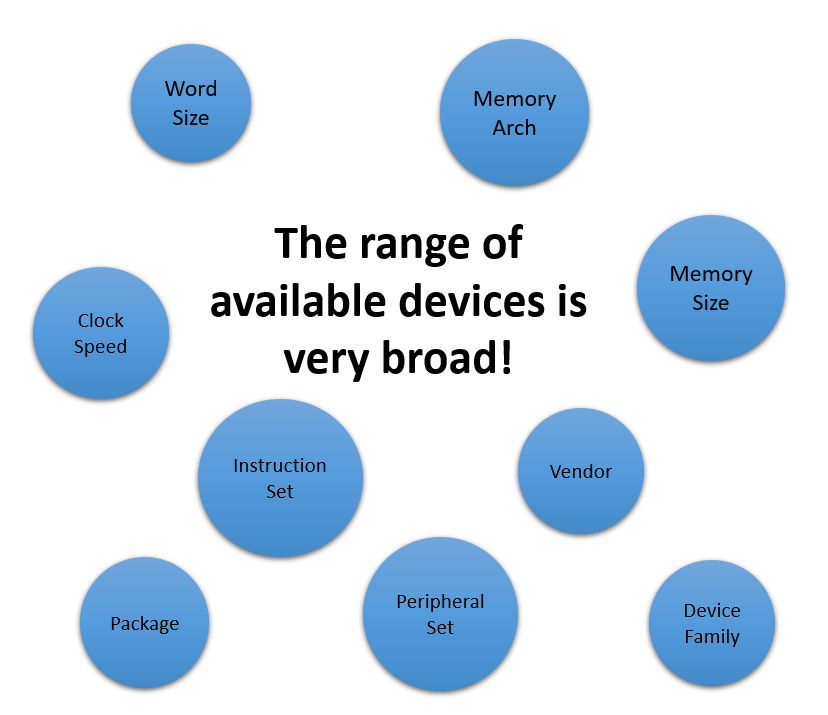 Word
Size
Memory
Arch
The range of
available devices is
very broad!
Memory
Size
Clock
Speed
Instruction
Set
Vendor
Package
Peripheral
Set
Device
Family